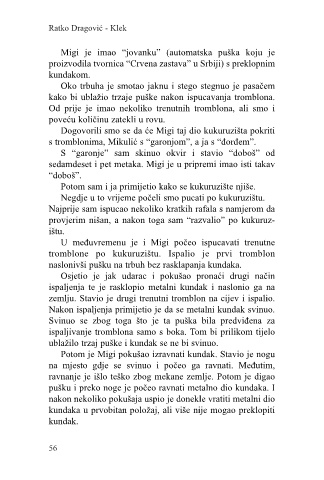 Ratko Dragović - Klek
Migi je imao “jovanku” (automatska puška koju je
proizvodila tvornica “Crvena zastava” u Srbiji) s preklopnim
kundakom.
Oko trbuha je smotao jaknu i stego stegnuo je pasačem
kako bi ublažio trzaje puške nakon ispucavanja tromblona.
Od prije je imao nekoliko trenutnih tromblona, ali smo i
poveću količinu zatekli u rovu.
Dogovorili smo se da će Migi taj dio kukuruzišta pokriti
s tromblonima, Mikulić s “garonjom”, a ja s “đorđem”.
S “garonje” sam skinuo okvir i stavio “doboš” od
sedamdeset i pet metaka. Migi je u pripremi imao isti takav
“doboš”.
Potom sam i ja primijetio kako se kukuruzište njiše.
Negdje u to vrijeme počeli smo pucati po kukuruzištu.
Najprije sam ispucao nekoliko kratkih rafala s namjerom da
provjerim nišan, a nakon toga sam “razvalio” po kukuruz-
ištu.
U međuvremenu je i Migi počeo ispucavati trenutne
tromblone po kukuruzištu. Ispalio je prvi tromblon
naslonivši pušku na trbuh bez rasklapanja kundaka.
Osjetio je jak udarac i pokušao pronaći drugi način
ispaljenja te je rasklopio metalni kundak i naslonio ga na
zemlju. Stavio je drugi trenutni tromblon na cijev i ispalio.
Nakon ispaljenja primijetio je da se metalni kundak svinuo.
Svinuo se zbog toga što je ta puška bila predviđena za
ispaljivanje tromblona samo s boka. Tom bi prilikom tijelo
ublažilo trzaj puške i kundak se ne bi svinuo.
Potom je Migi pokušao izravnati kundak. Stavio je nogu
na mjesto gdje se svinuo i počeo ga ravnati. Međutim,
ravnanje je išlo teško zbog mekane zemlje. Potom je digao
pušku i preko noge je počeo ravnati metalno dio kundaka. I
nakon nekoliko pokušaja uspio je donekle vratiti metalni dio
kundaka u prvobitan položaj, ali više nije mogao preklopiti
kundak.
56